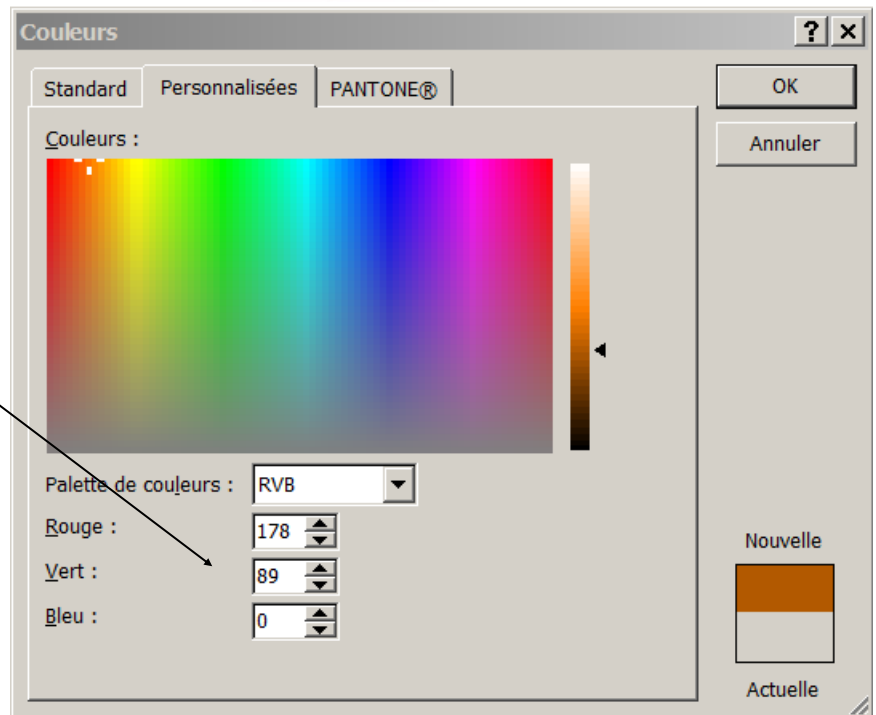 Couleurs
Standard Personnalisées PANTONE®
OK
Annuler
Couleurs :
Palette de couleurs : RVB
Rouge : 178
Vert : 89
Bleu : 0
Nouvelle
Actuelle